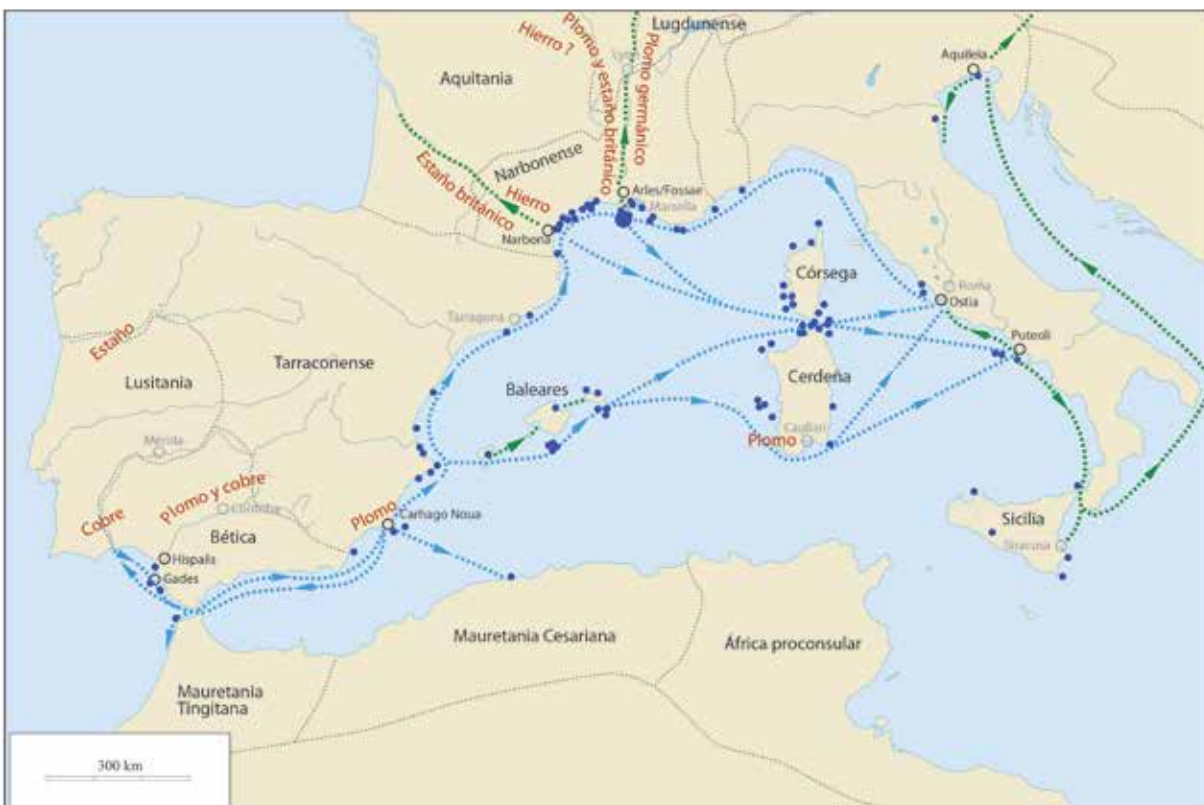 Plomo y estaño británico
Hierro ?
Lugdunense
Plomo germánico
Lyon
Aquitania
Aquileia
Narbonense
Estaño británico
Hierro
Narbona
Arles/Fossae
Marsella
Córsega
Roma
Ostia
Tarragona
Puteoli
Estaño
Lusitania
Tarraconense
Baleares
Cerdeña
Mérida
Cagliari
Plomo
Plomo y cobre
Córdoba
Cobre
Plomo
Carhago Noua
Bética
Sicilia
Siracusa
Hispalis
Gades
Mauretania Cesariana
África proconsular
Mauretania
Tingitana
300 km